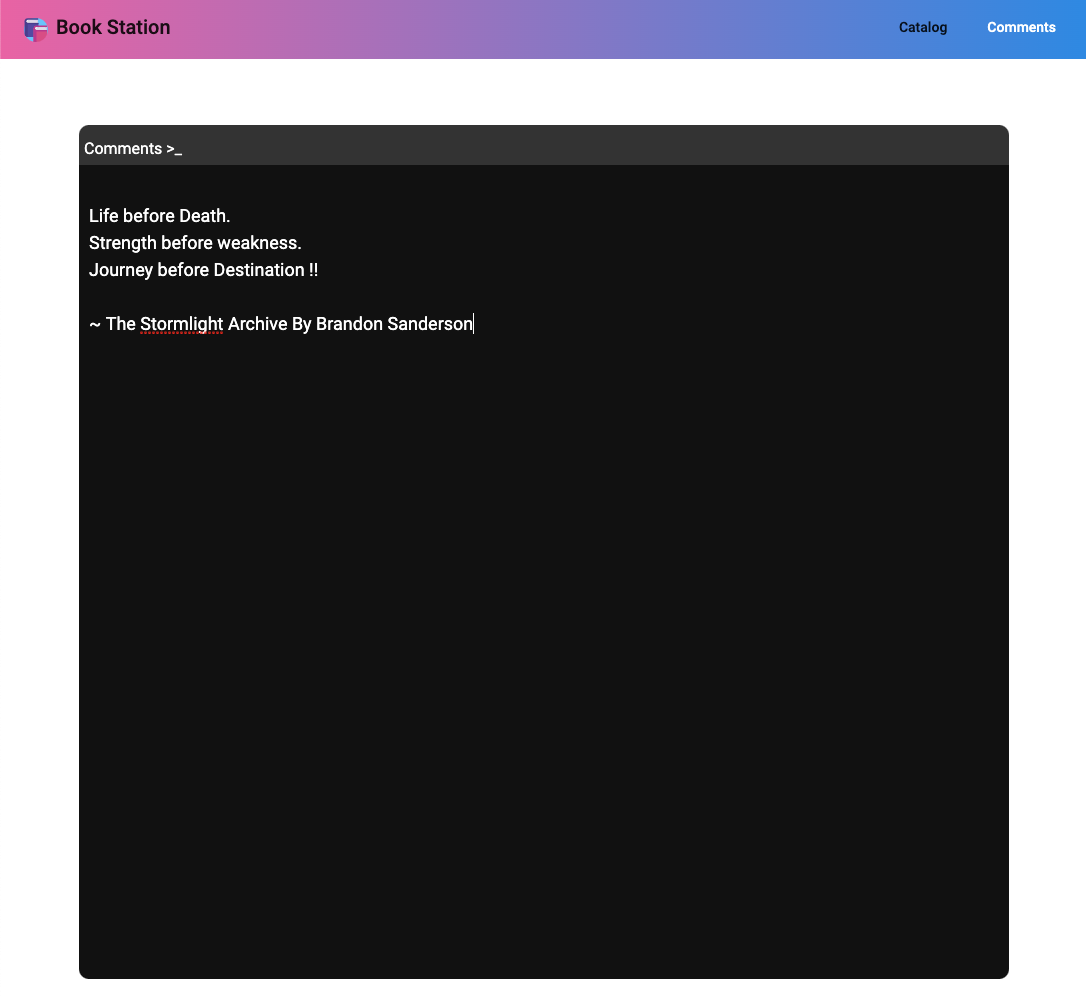 Book Station
Catalog
Comments
Comments >_
Life before Death.
Strength before weakness.
Journey before Destination !!
~ The Stormlight Archive By Brandon Sanderson